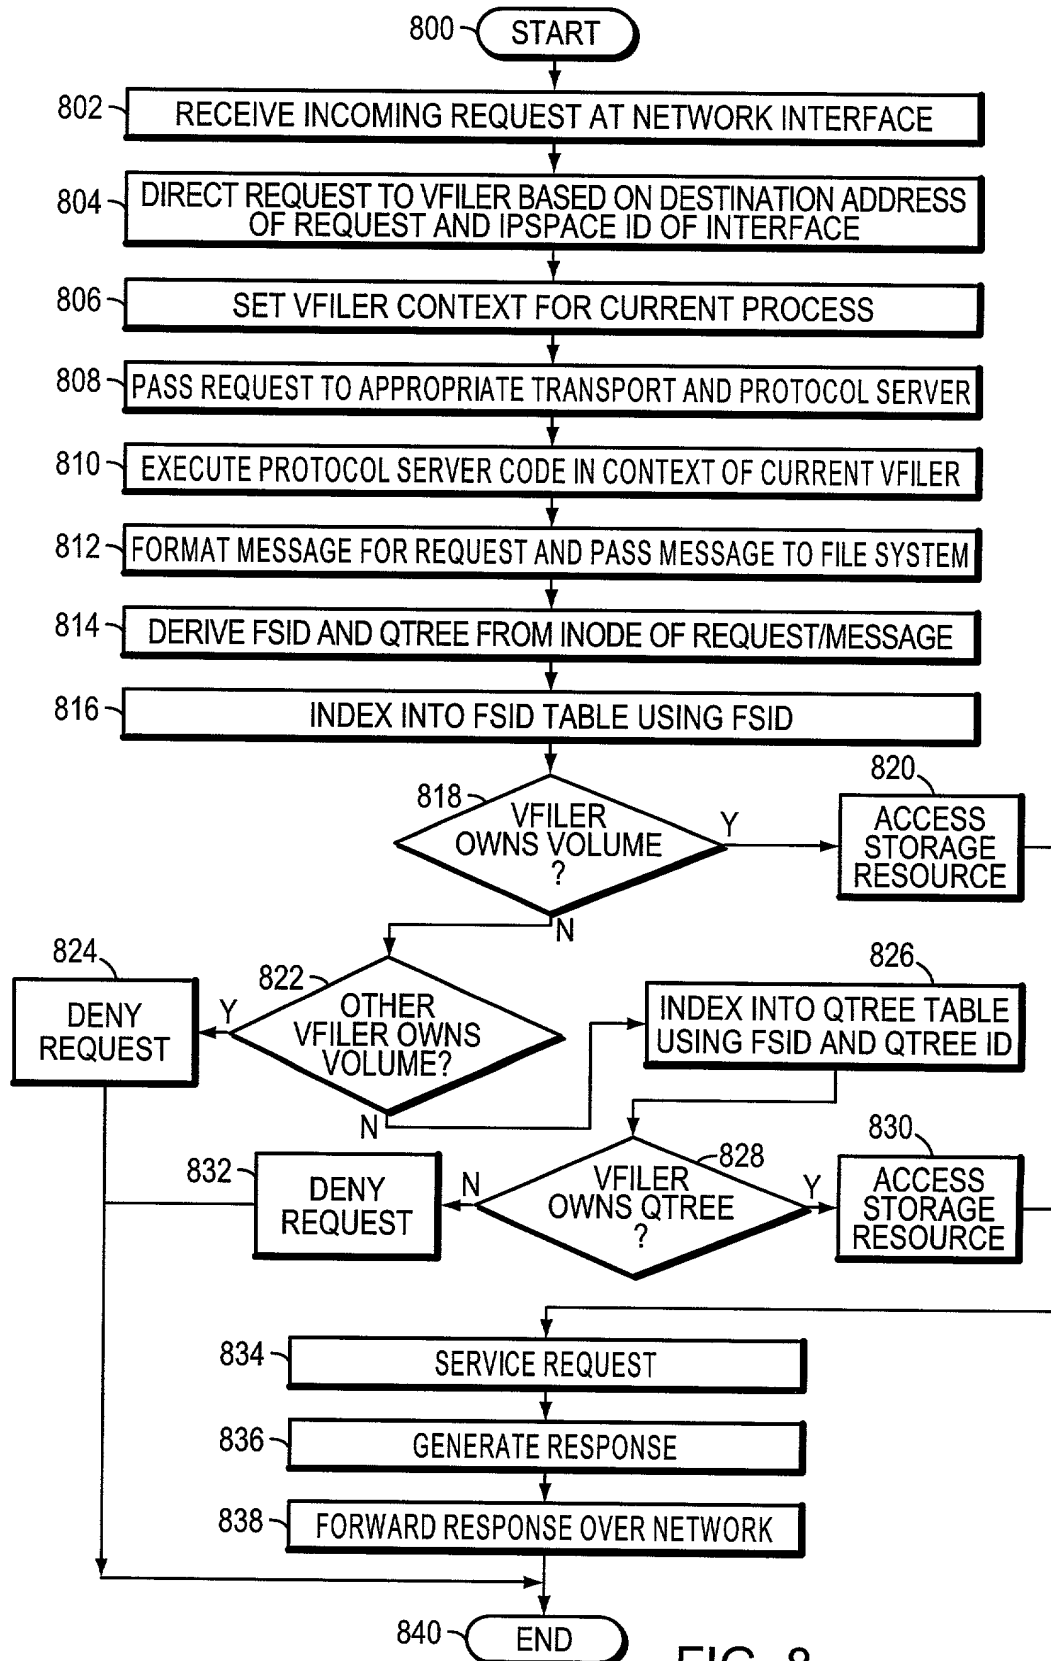 800
START
802
RECEIVE INCOMING REQUEST AT NETWORK INTERFACE
804
DIRECT REQUEST TO VFILER BASED ON DESTINATION ADDRESS
OF REQUEST AND IPSPACE ID OF INTERFACE
806
SET VFILER CONTEXT FOR CURRENT PROCESS
808
PASS REQUEST TO APPROPRIATE TRANSPORT AND PROTOCOL SERVER
810
EXECUTE PROTOCOL SERVER CODE IN CONTEXT OF CURRENT VFILER
812
FORMAT MESSAGE FOR REQUEST AND PASS MESSAGE TO FILE SYSTEM
814
DERIVE FSID AND QTREE FROM INODE OF REQUEST/MESSAGE
816
INDEX INTO FSID TABLE USING FSID
818
VFILER
OWNS VOLUME
?
Y
N
820
ACCESS
STORAGE
RESOURCE
822
OTHER
VFILER OWNS
VOLUME?
Y
N
824
DENY
REQUEST
826
INDEX INTO QTREE TABLE
USING FSID AND QTREE ID
828
VFILER
OWNS QTREE
?
N
Y
830
ACCESS
STORAGE
RESOURCE
832
DENY
REQUEST
834
SERVICE REQUEST
836
GENERATE RESPONSE
838
FORWARD RESPONSE OVER NETWORK
840
END
FIG. 8